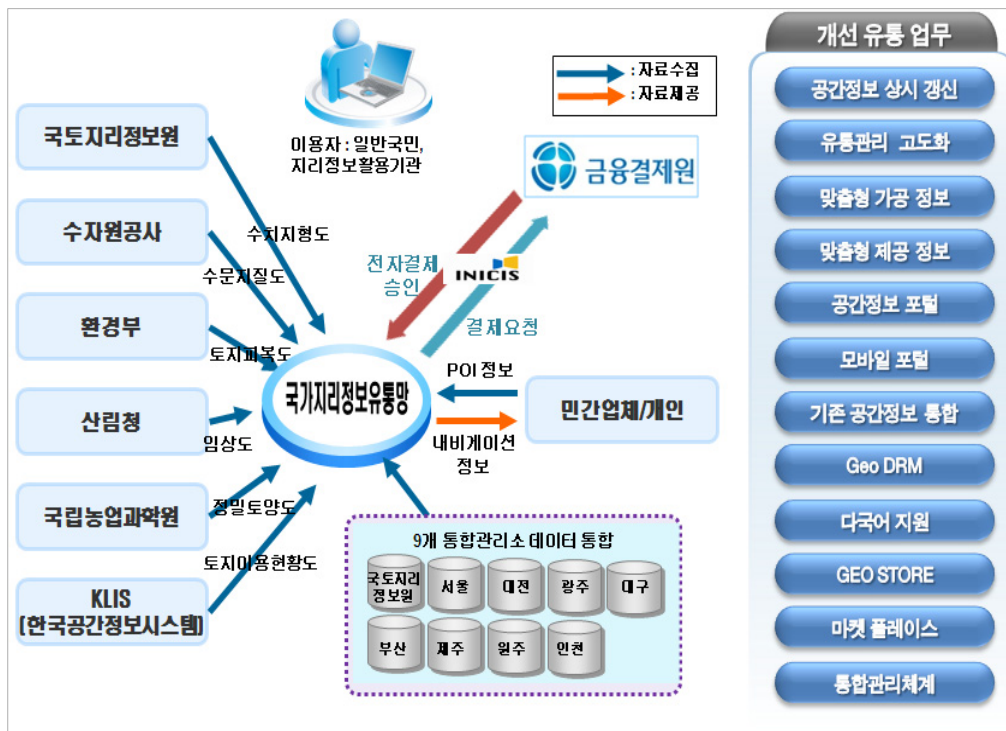 개선 유통 업무
: 자료수집
: 자료제공
이용자 : 일반국민,
지리정보활용기관
금융결제원
국토지리정보원
수치지형도
수자원공사
수문지질도
환경부
토지피복도
산림청
임상도
국립농업과학원
정밀토양도
KLIS
(한국공간정보시스템)
토지이용현황도
국가지리정보유통망
전자결제
승인
INICIS
결제요청
POI 정보
민간업체/개인
내비게이션
정보
9개 통합관리소 데이터 통합
국토지리
정보원
서울
대전
광주
대구
부산
제주
원주
인천
공간정보 상시 갱신
유통관리 고도화
맞춤형 가공 정보
맞춤형 제공 정보
공간정보 포털
모바일 포털
기존 공간정보 통합
Geo DRM
다국어 지원
GEO STORE
마켓 플레이스
통합관리체계